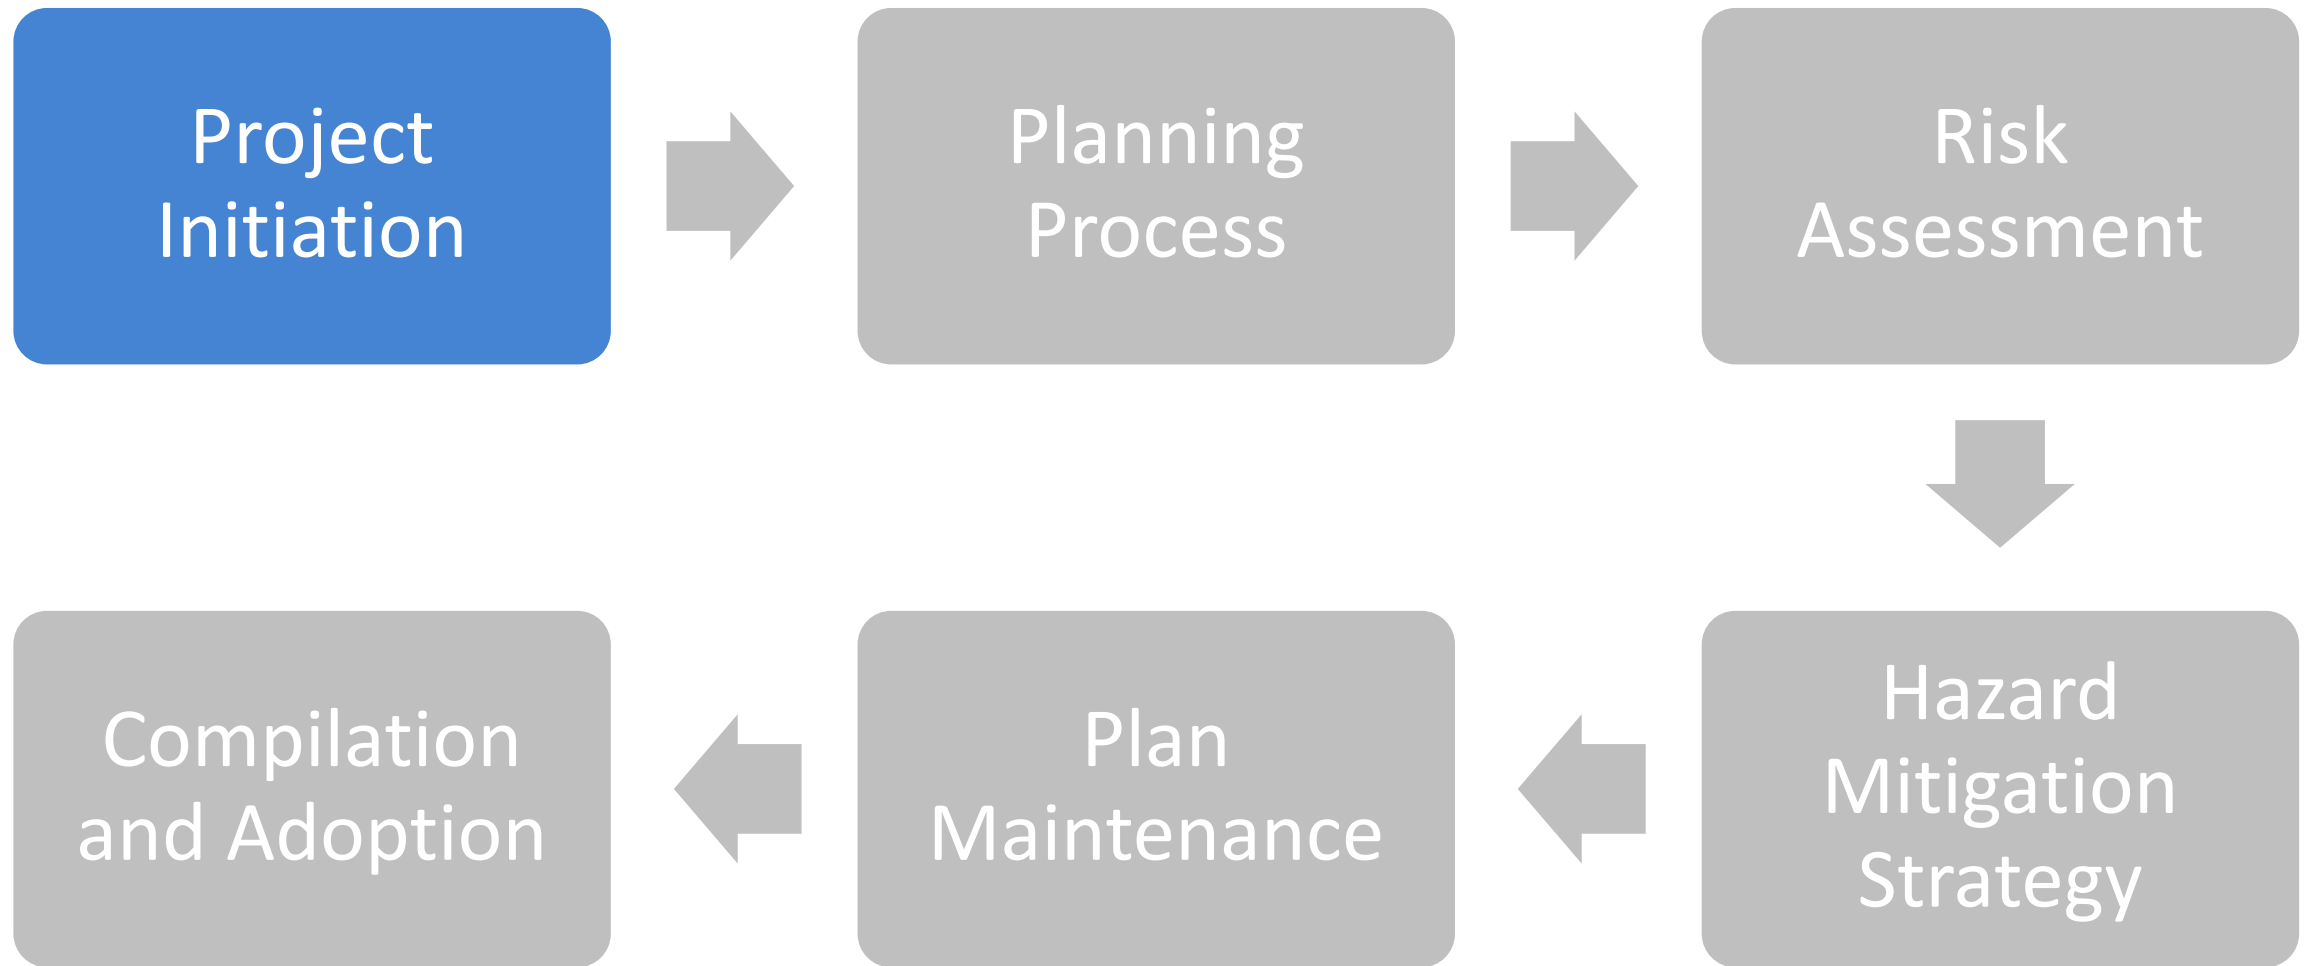 Project
Initiation
Planning
Process
Risk
Assessment
Hazard
Mitigation
Strategy
Plan
Maintenance
Compilation
and Adoption